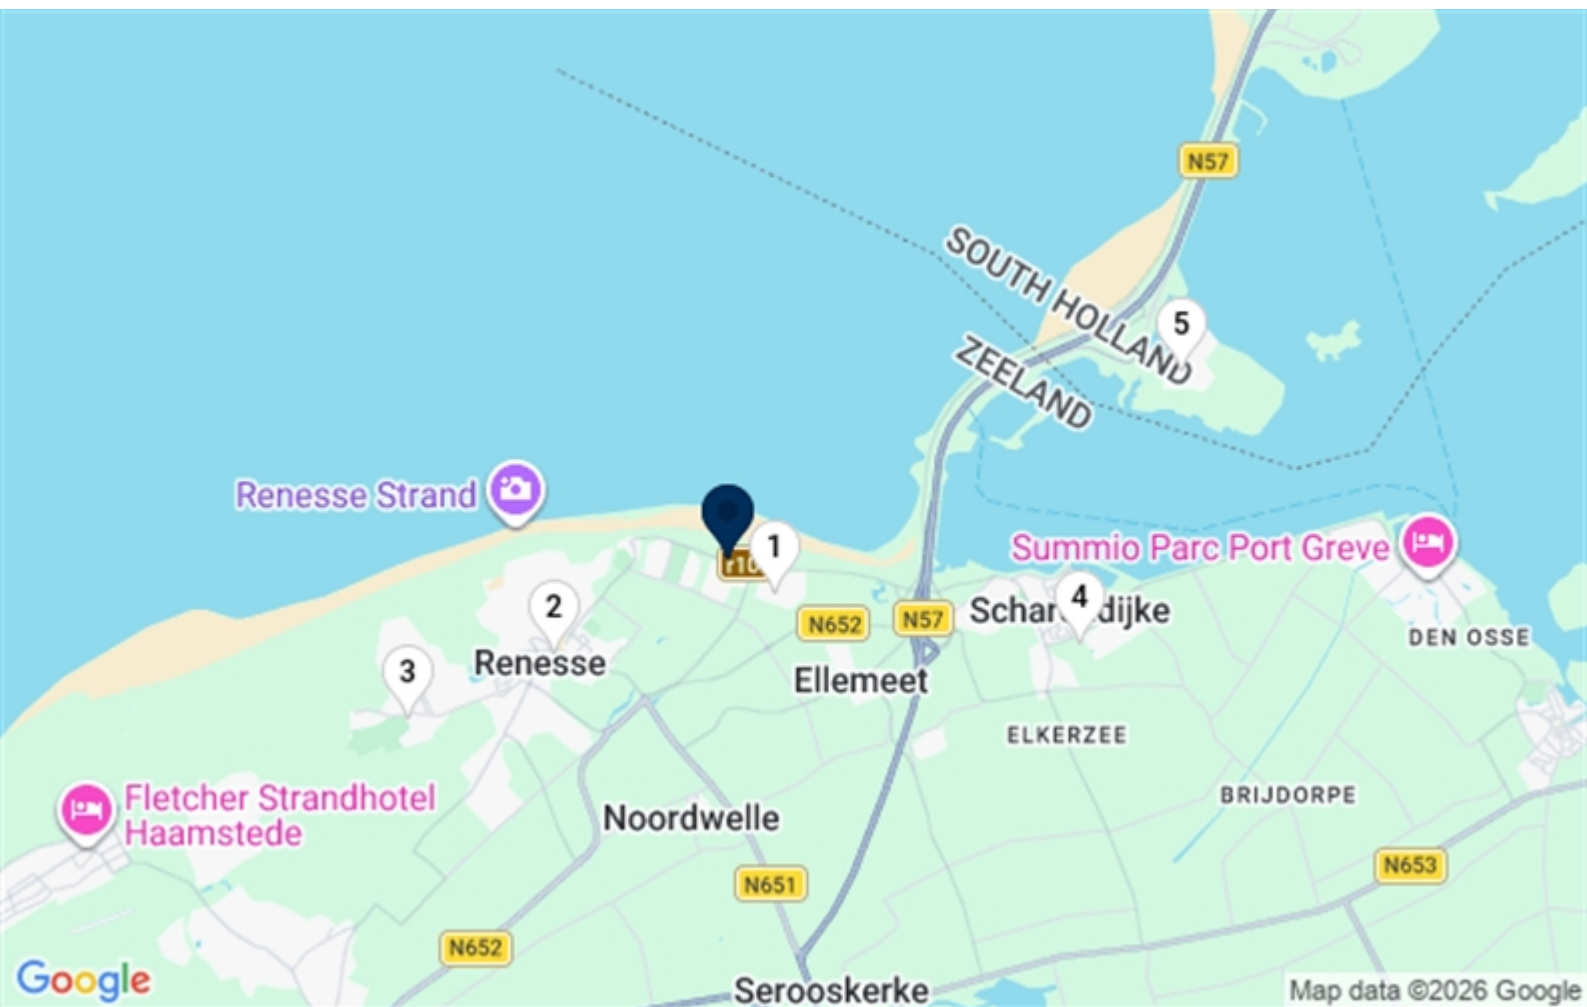 N57
SOUTH HOLLAND
ZEELAND
5
Renesse Strand
1
r10
Summio Parc Port Greve
2
N652
N57
4
DEN OSSE
Renesse
3
Ellemeet
ELKERZEE
BRIJDORPE
Fletcher Strandhotel
Haamstede
Noordwelle
N653
N651
N652
Google
Serooskerke
Map data ©2026 Google